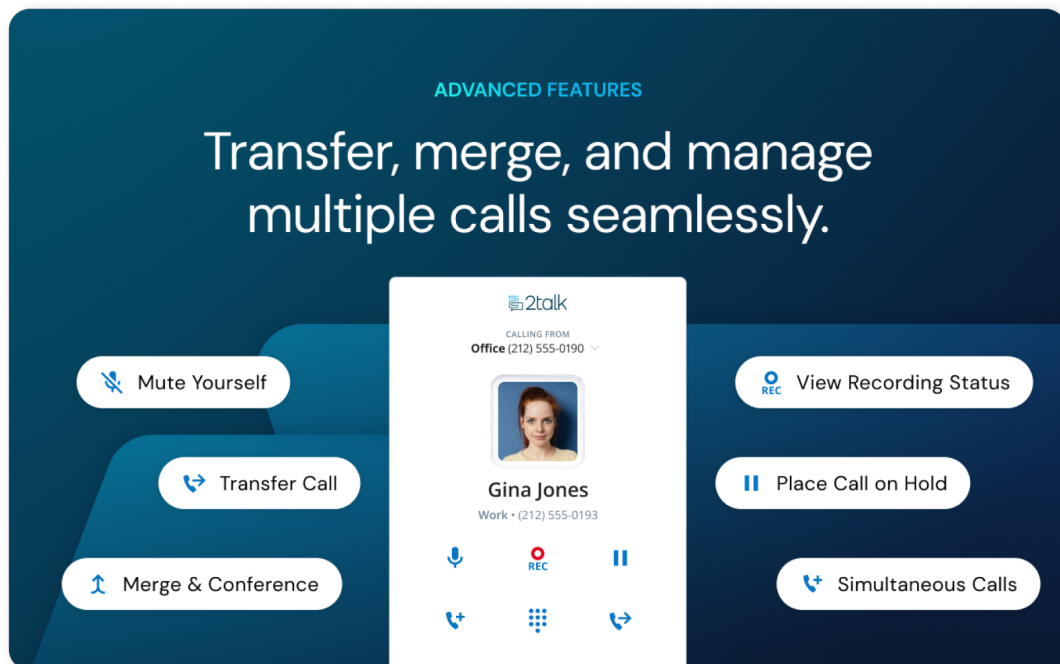 ADVANCED FEATURES
Transfer, merge, and manage
multiple calls seamlessly.
2talk
CALLING FROM
Office (212) 555-0190
Mute Yourself
View Recording Status
REC
Transfer Call
Gina Jones
Work • (212) 555-0193
Place Call on Hold
REC
Merge & Conference
Simultaneous Calls